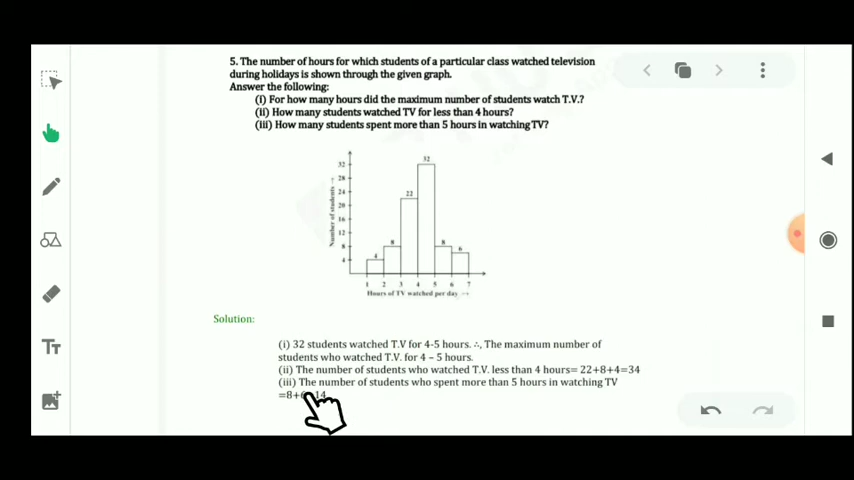 5. The number of hours for which students of a particular class watched television
during holidays is shown through the given graph.
Answer the following:
(i) For how many hours did the maximum number of students watch T.V.?
(ii) How many students watched TV for less than 4 hours?
(iii) How many students spent more than 5 hours in watching TV?
Number of students →
32
28
24
20
16
12
8
4
4
8
22
32
8
6
1 2 3 4 5 6 7
Hours of TV watched per day →
Solution:
(i) 32 students watched T.V for 4-5 hours. ∴, The maximum number of
students who watched T.V. for 4 – 5 hours.
(ii) The number of students who watched T.V. less than 4 hours= 22+8+4=34
(iii) The number of students who spent more than 5 hours in watching TV
=8+6 14
Tт